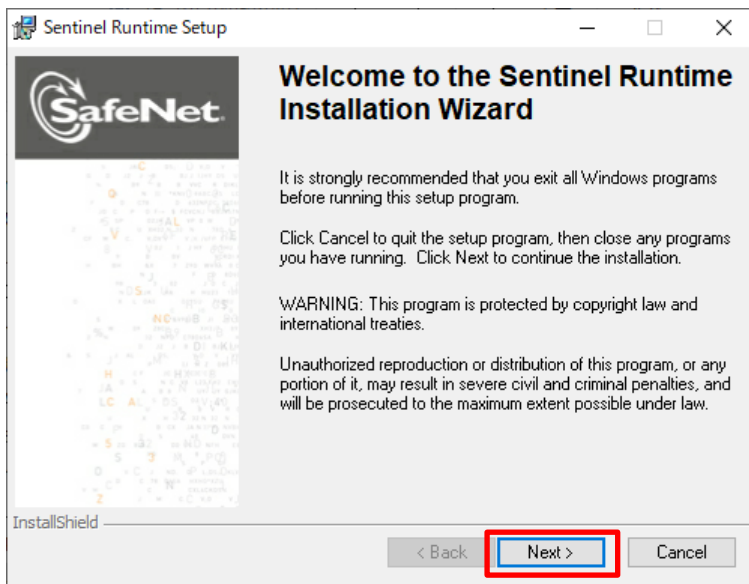 Sentinel Runtime Setup
SafeNet.
Welcome to the Sentinel Runtime
Installation Wizard
It is strongly recommended that you exit all Windows programs
before running this setup program.
Click Cancel to quit the setup program, then close any programs
you have running.  Click Next to continue the installation.
WARNING: This program is protected by copyright law and
international treaties.
Unauthorized reproduction or distribution of this program, or any
portion of it, may result in severe civil and criminal penalties, and
will be prosecuted to the maximum extent possible under law.
InstallShield
< Back
Next >
Cancel